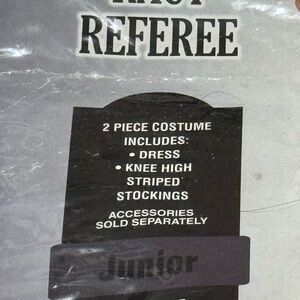 REFEREE
2 PIECE COSTUME
INCLUDES:
• DRESS
• KNEE HIGH
STRIPED
STOCKINGS
ACCESSORIES
SOLD SEPARATELY
Junior